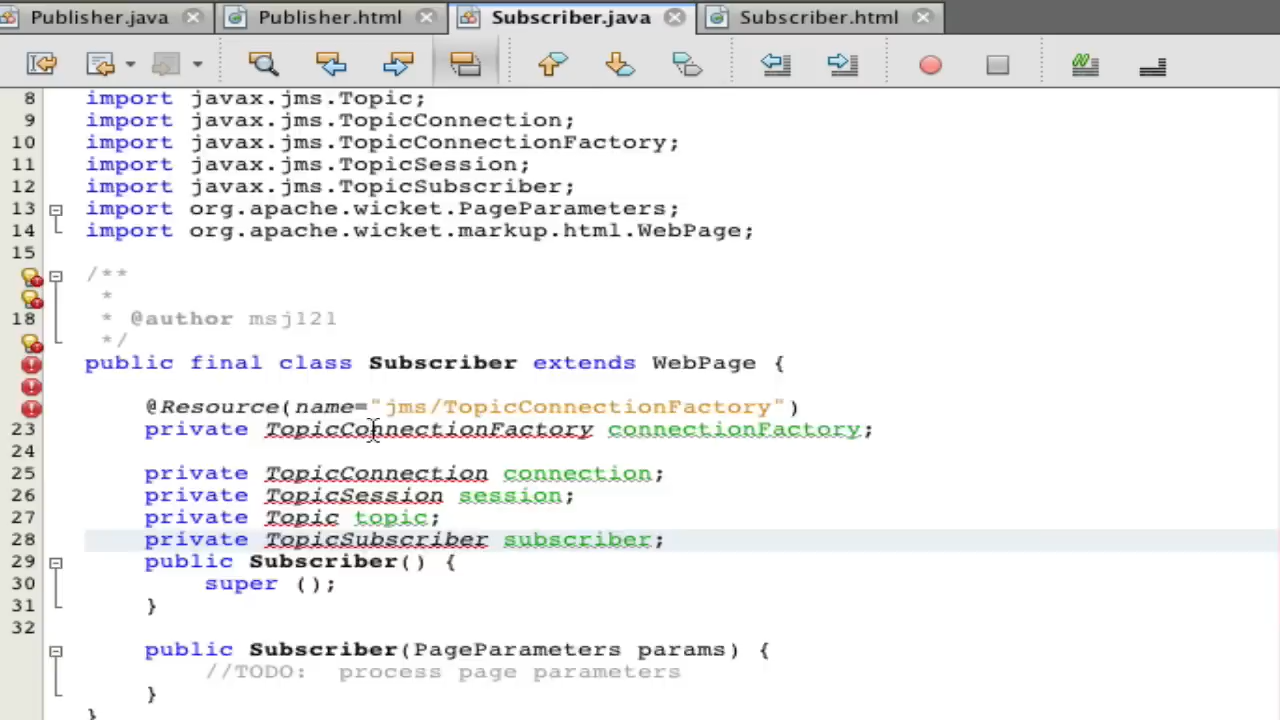 Publisher.java Publisher.html Subscriber.java Subscriber.html
8 import javax.jms.Topic;
9 import javax.jms.TopicConnection;
10 import javax.jms.TopicConnectionFactory;
11 import javax.jms.TopicSession;
12 import javax.jms.TopicSubscriber;
13 import org.apache.wicket.PageParameters;
14 import org.apache.wicket.markup.html.WebPage;
15
/**
*
18 * @author msj121
*/
public final class Subscriber extends WebPage {
@Resource(name="jms/TopicConnectionFactory")
23 private TopicConnectionFactory connectionFactory;
24
25 private TopicConnection connection;
26 private TopicSession session;
27 private Topic topic;
28 private TopicSubscriber subscriber;
29 public Subscriber() {
30 super ();
31 }
32
public Subscriber(PageParameters params) {
//TODO: process page parameters
}
}